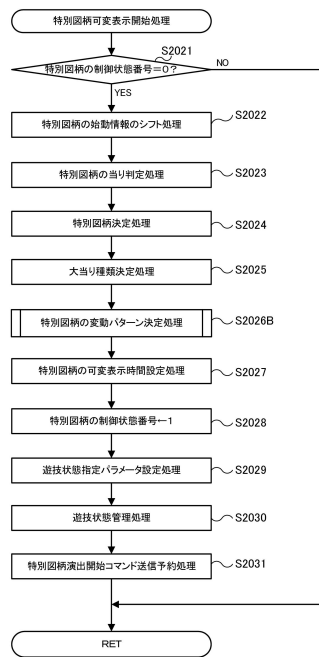 特別図柄可変表示開始処理
S2021
特別図柄の制御状態番号=0?
NO
YES
特別図柄の始動情報のシフト処理
S2022
特別図柄の当り判定処理
S2023
特別図柄決定処理
S2024
大当り種類決定処理
S2025
特別図柄の変動パターン決定処理
S2026B
特別図柄の可変表示時間設定処理
S2027
特別図柄の制御状態番号←1
S2028
遊技状態指定パラメータ設定処理
S2029
遊技状態管理処理
S2030
特別図柄演出開始コマンド送信予約処理
S2031
RET